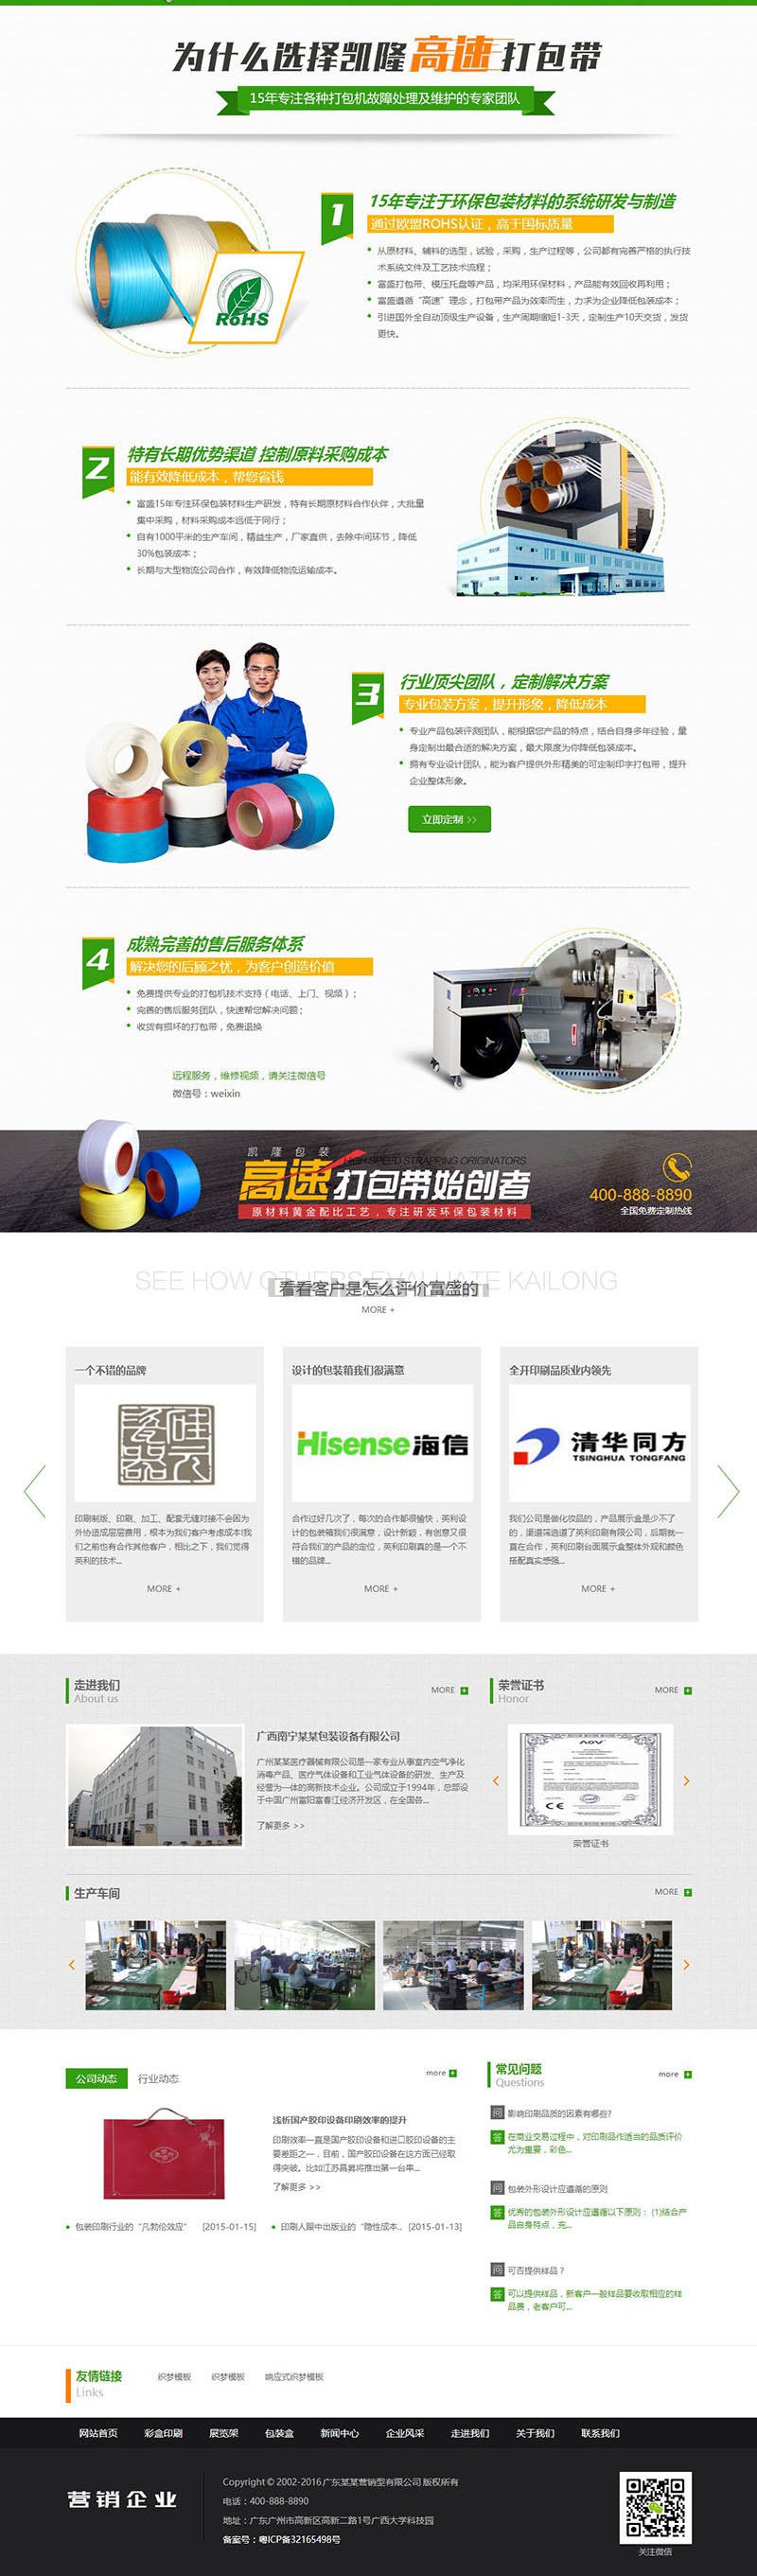 为什么选择凯隆高速打包带
15年专注各种打包机故障处理及维护的专家团队
1
15年专注于环保包装材料的系统研发与制造
通过欧盟ROHS认证，高于国标质量
从原材料、辅料的选型，试验，采购，生产过程等，公司都有完善严格的执行技
术系统文件及工艺技术流程；
富盛打包带、模压托盘等产品，均采用环保材料，产品能有效回收再利用；
富盛遵循“高速”理念，打包带产品为效率而生，力求为企业降低包装成本；
引进国外全自动顶级生产设备，生产周期缩短1-3天，定制生产10天交货，发货
更快。
RoHS
2
持有长期优势渠道 控制原料采购成本
能有效降低成本，帮您省钱
富盛15年专注环保包装材料生产研发，特有长期原材料合作伙伴，大批量
集中采购，材料采购成本远低于同行；
自有1000平米的生产车间，精益生产，厂家直供，去除中间环节，降低
30%包装成本；
长期与大型物流公司合作，有效降低物流运输成本。
3
行业顶尖团队，定制解决方案
专业包装方案，提升形象，降低成本
专业产品包装评测团队，能根据您产品的特点，结合自身多年经验，量
身定制出最合适的解决方案，最大限度为你降低包装成本。
拥有专业设计团队，能为客户提供外形精美的可定制印字打包带，提升
企业整体形象。
立即定制 >>
4
成熟完善的售后服务体系
解决您的后顾之忧，为客户创造价值
免费提供专业的打包机技术支持（电话、上门、视频）；
完善的售后服务团队，快速帮您解决问题；
收货有损坏的打包带，免费退换
远程服务，维修视频，请关注微信号
微信号：weixin
凯隆包装
HIGH SPEED STRAPPING ORIGINATORS
高速打包带始创者
原材料黄金配比工艺，专注研发环保包装材料
400-888-8890
全国免费定制热线
SEE HOW OTHERS EVALUATE KAILONG
看看客户是怎么评价富盛的
MORE +
一个不错的品牌
印刷制版、印刷、加工、配套无缝对接不会因为
外协造成层层费用，根本为我们客户考虑成本!我
们之前也有合作其他客户，相比之下，我们觉得
英利的技术...
MORE +
设计的包装箱我们很满意
Hisense海信
合作过好几次了，每次的合作都很愉快，英利设
计的包装箱我们很满意，设计新颖，有创意又很
符合我们的产品的定位，英利印刷真的是一个不
错的品牌...
MORE +
全开印刷品质业内领先
清华同方
TSINGHUA TONGFANG
我们公司是做化妆品的，产品展示盒是少不了
的，渠道筛选道了英利印刷有限公司，后期就一
直在合作，英利印刷台面展示盒整体外观和颜色
搭配真实感强...
MORE +
走进我们
About us
MORE +
广西南宁某某包装设备有限公司
广州某某医疗器械有限公司是一家专业从事室内空气净化
消毒产品、医疗气体设备和工业气体设备的研发、生产及
经营为一体的高新技术企业。公司成立于1994年，总部设
于中国广州富阳富春江经济开发区，在全国各...
了解更多 >>
荣誉证书
Honor
MORE +
AOV
CE
荣誉证书
生产车间
MORE +
公司动态
行业动态
more +
浅析国产胶印设备印刷效率的提升
印刷效率一直是国产胶印设备和进口胶印设备的主
要差距之一，目前，国产胶印设备在这方面已经取
得突破。比如江苏昌昇将推出第一台率...
了解更多 >>
包装印刷行业的“凡勃伦效应” [2015-01-15]
印刷人眼中出版业的“隐性成本.. [2015-01-13]
常见问题
Questions
more +
问 影响印刷品质的因素有哪些?
答 在商业交易过程中，对印刷品作适当的品质评价
尤为重要，彩色...
问 包装外形设计应遵循的原则
答 优秀的包装外形设计应遵循以下原则： (1)结合产
品自身特点，充...
问 可否提供样品？
答 可以提供样品，新客户一般样品要收取相应的样
品费，老客户可...
友情链接
Links
织梦模板 织梦模板 响应式织梦模板
网站首页 彩盒印刷 展览架 包装盒 新闻中心 企业风采 走进我们 关于我们 联系我们
营销企业
Copyright © 2002-2016 广东某某营销型有限公司 版权所有
电话：400-888-8890
地址：广东广州市高新区高新二路1号广西大学科技园
备案号：粤ICP备32165498号
关注微信